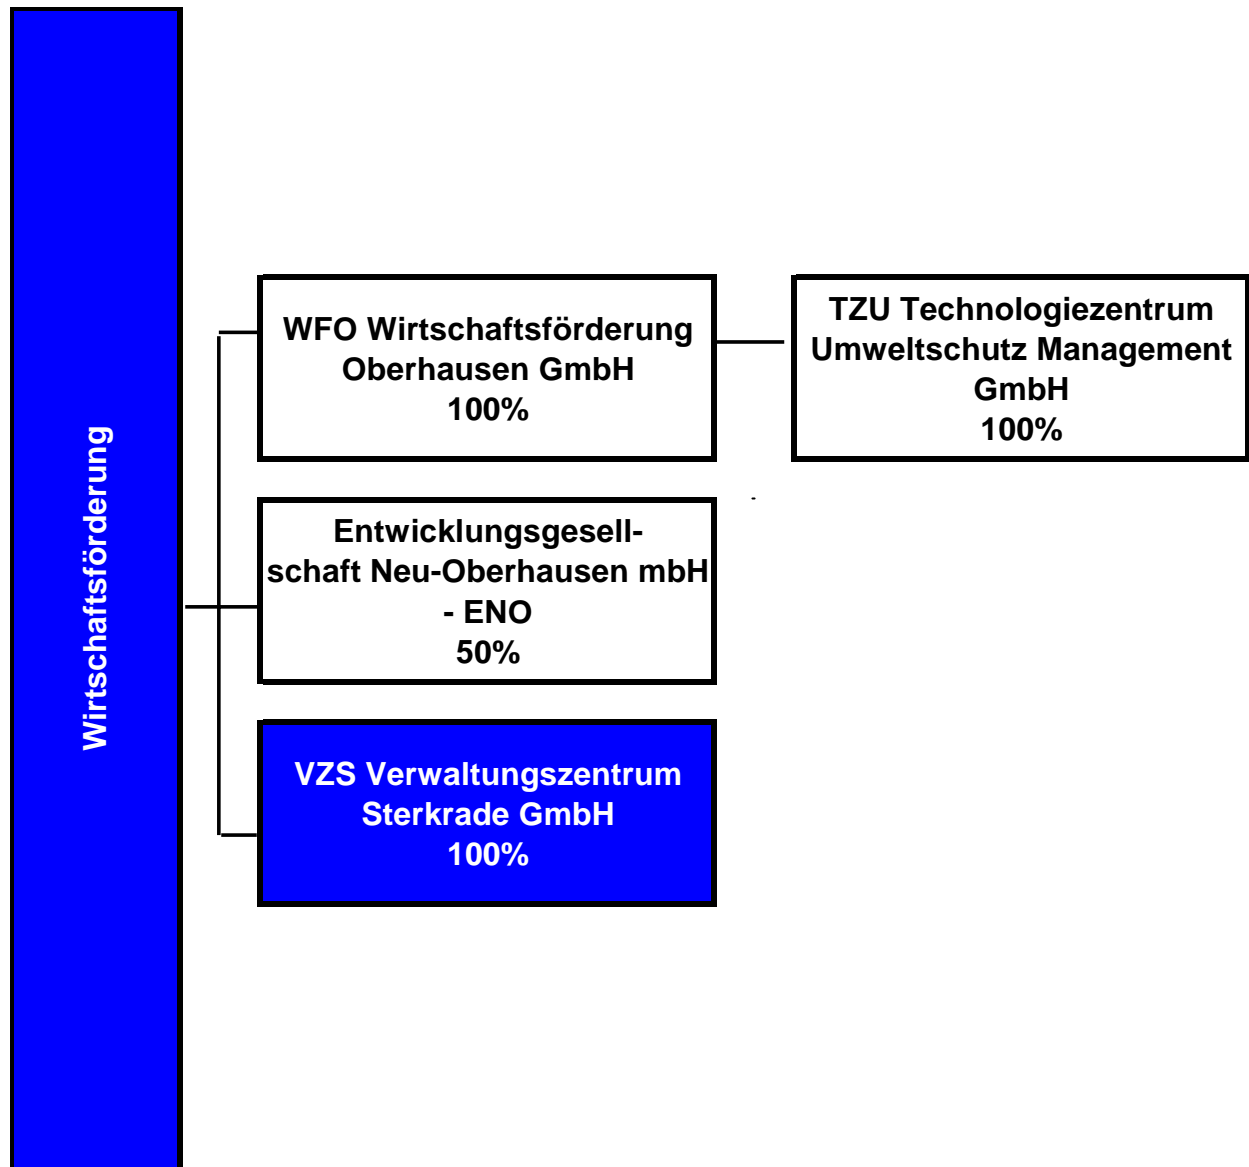 Wirtschaftsförderung
WFO Wirtschaftsförderung
Oberhausen GmbH
100%
TZU Technologiezentrum
Umweltschutz Management
GmbH
100%
Entwicklungsgesell-
schaft Neu-Oberhausen mbH
- ENO
50%
-
VZS Verwaltungszentrum
Sterkrade GmbH
100%